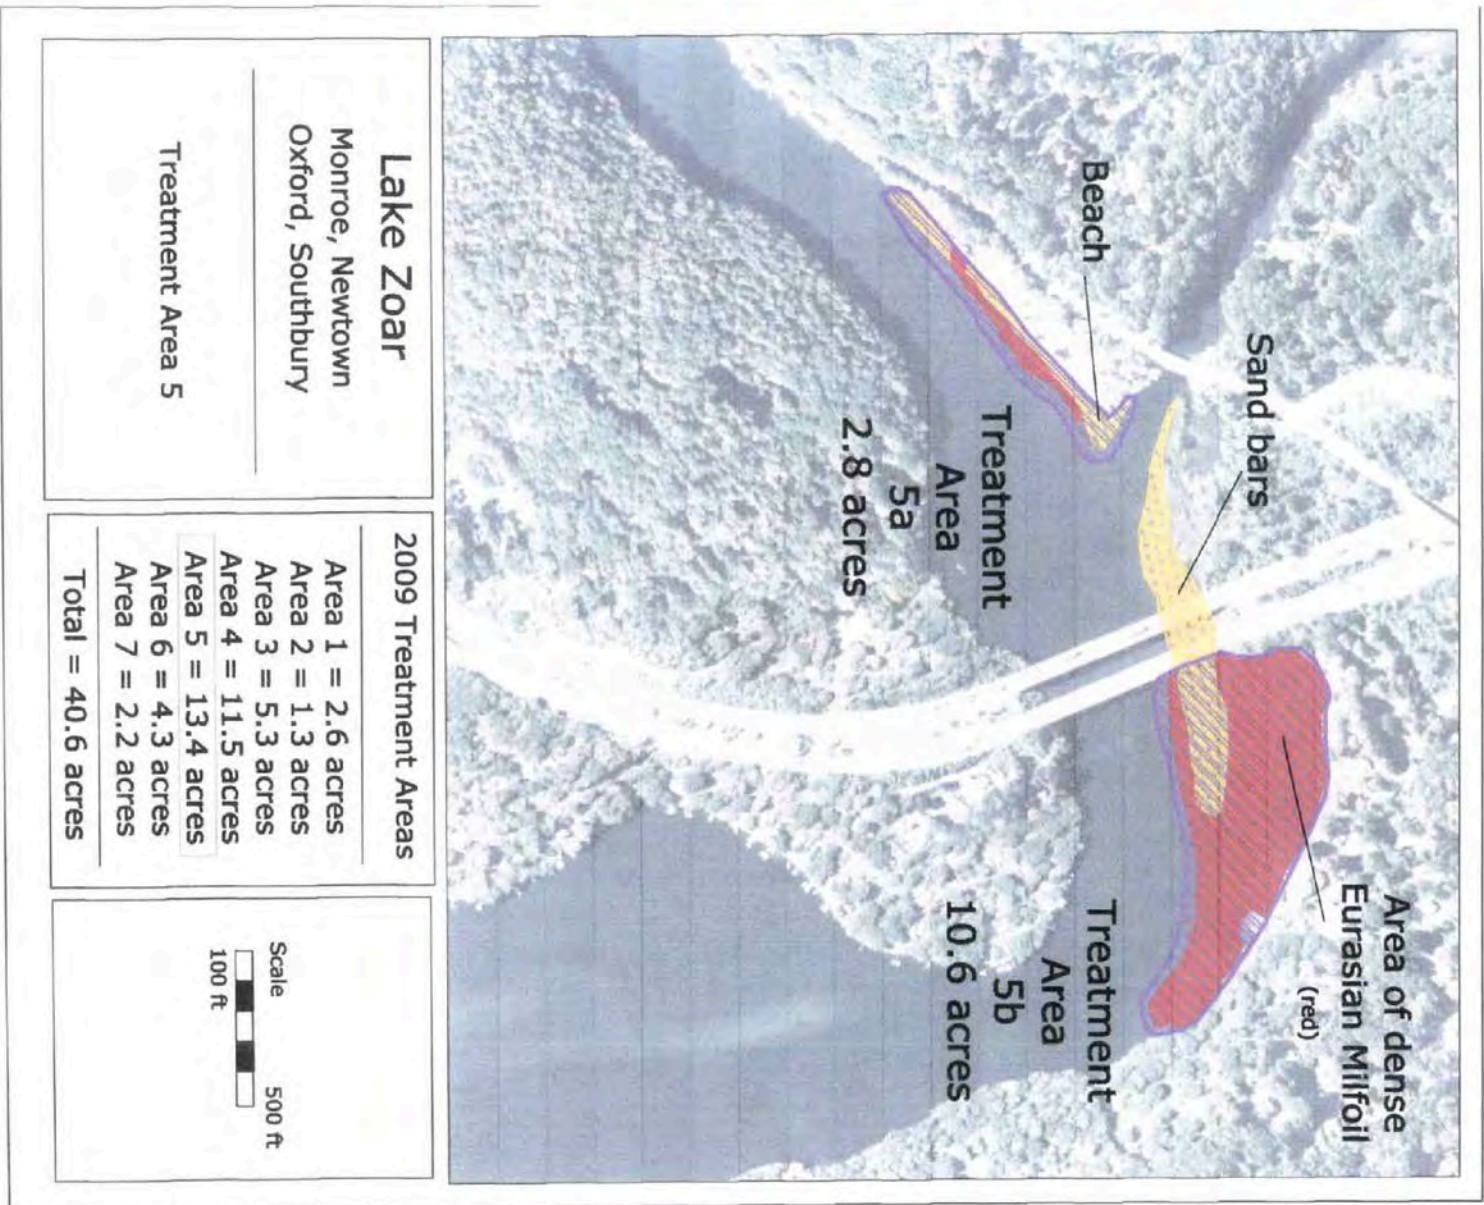 Beach
Sand bars
Area of dense
Eurasian Milfoil
(red)
Treatment
Area
5a
2.8 acres
Treatment
Area
5b
10.6 acres
Lake Zoar
Monroe, Newtown
Oxford, Southbury
Treatment Area 5
2009 Treatment Areas
Area 1 = 2.6 acres
Area 2 = 1.3 acres
Area 3 = 5.3 acres
Area 4 = 11.5 acres
Area 5 = 13.4 acres
Area 6 = 4.3 acres
Area 7 = 2.2 acres
Total = 40.6 acres
Scale
500 ft
100 ft